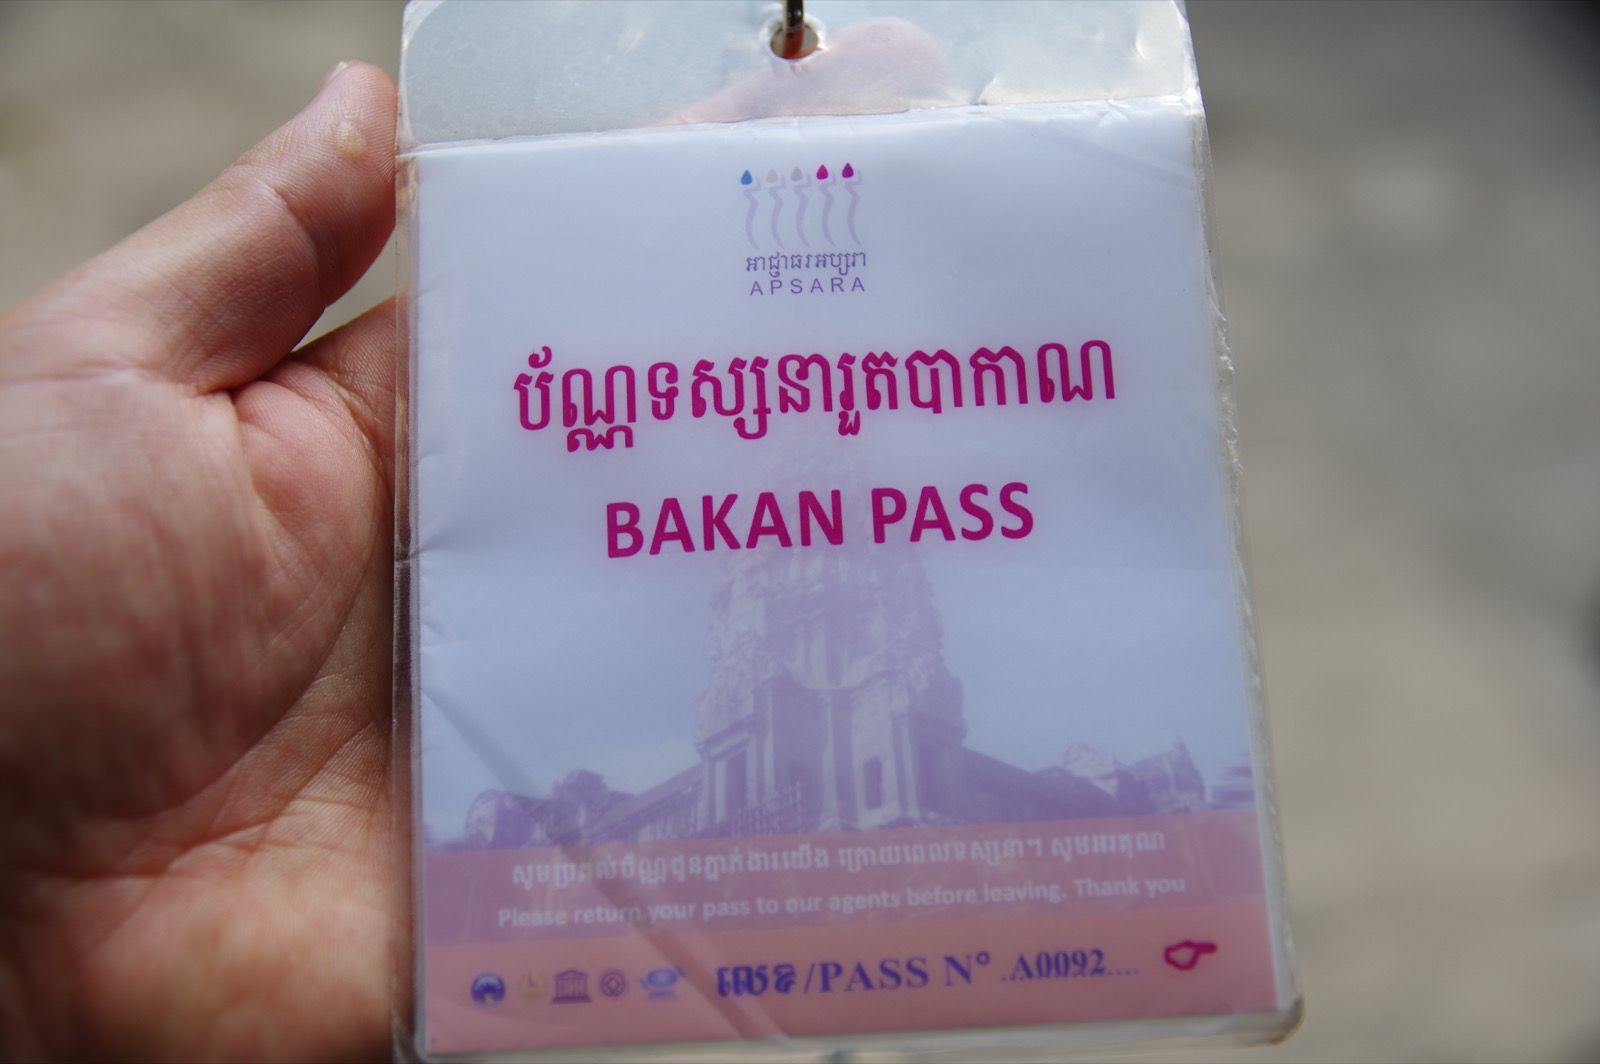 អាជ្ញាធរអប្សរា
APSARA
ប័ណ្ណទស្សនារួតបាកាណ
BAKAN PASS
សូមប្រគល់ប័ណ្ណជូនភ្នាក់ងារយើង ក្រោយពេលទស្សនា។ សូមអរគុណ
Please return your pass to our agents before leaving. Thank you
លេខ/PASS N° .A0092....